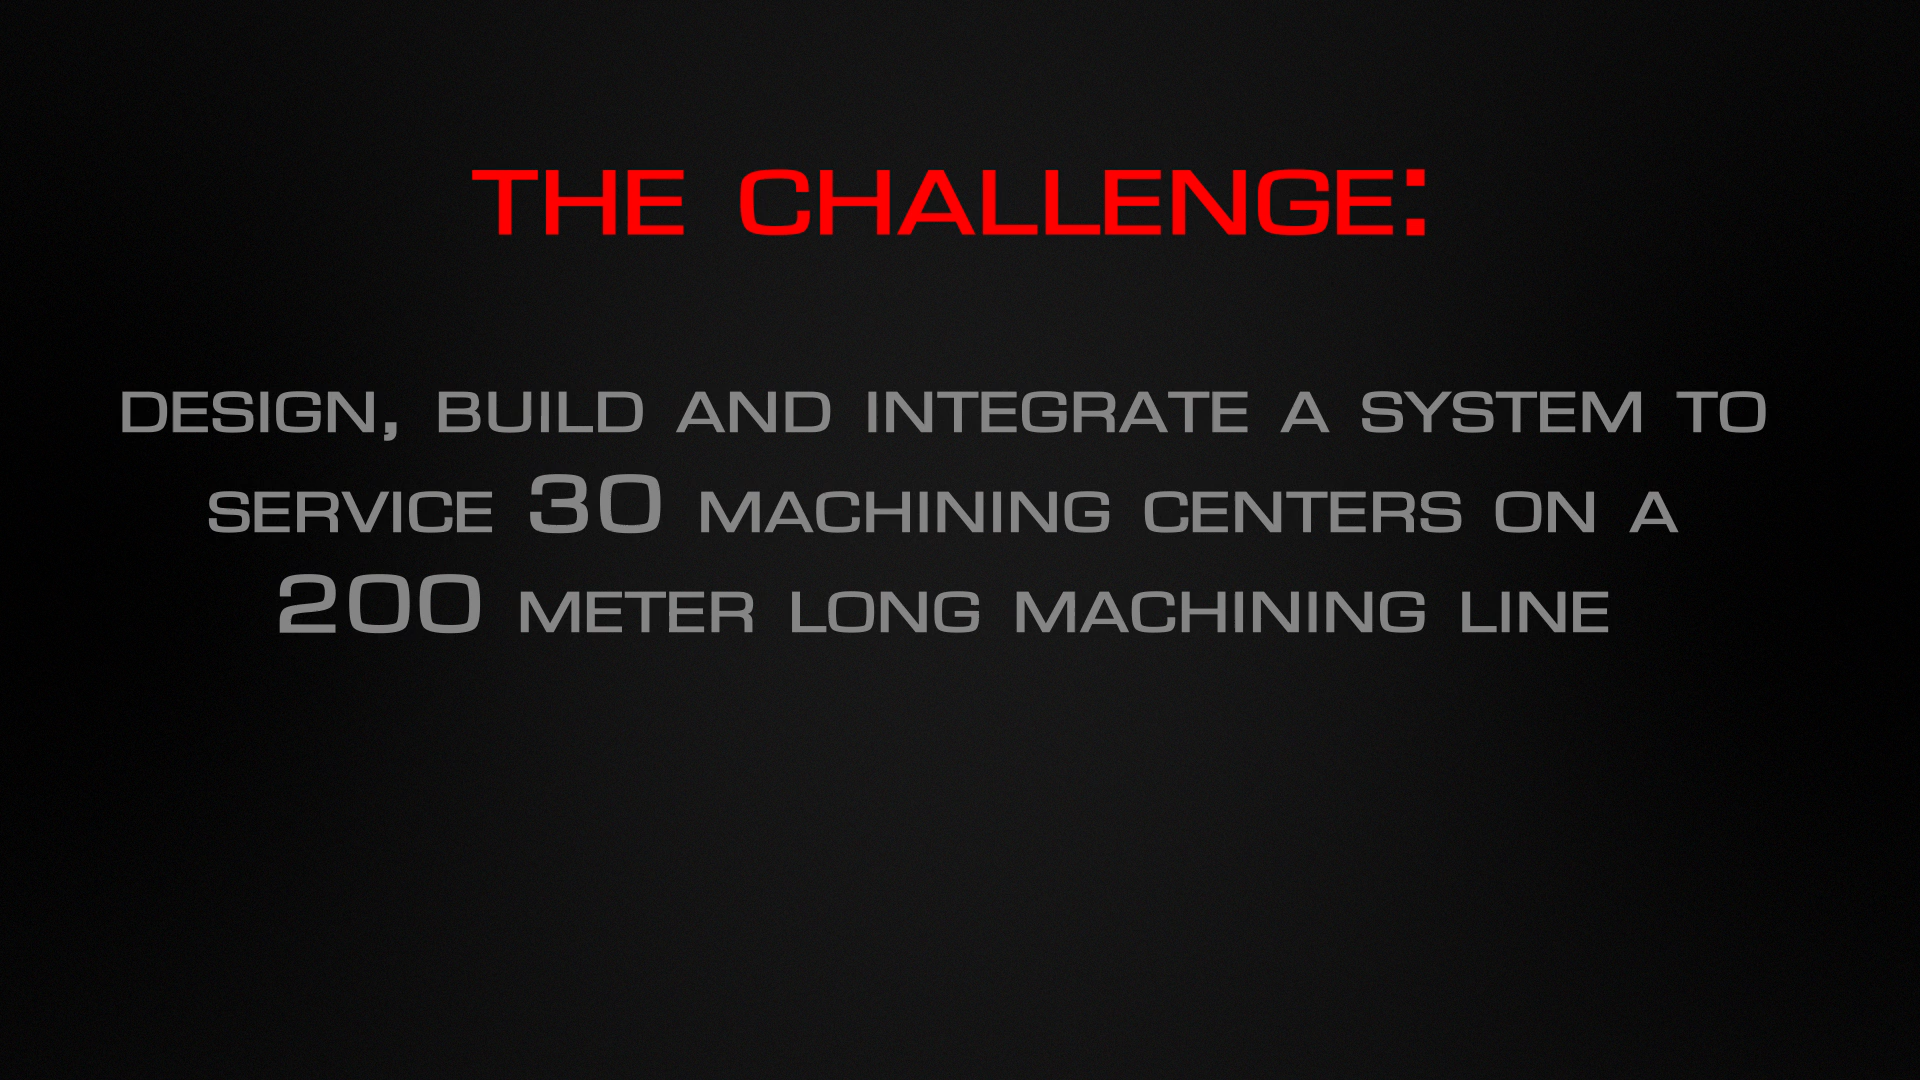 THE CHALLENGE:
DESIGN, BUILD AND INTEGRATE A SYSTEM TO
SERVICE 30 MACHINING CENTERS ON A
200 METER LONG MACHINING LINE